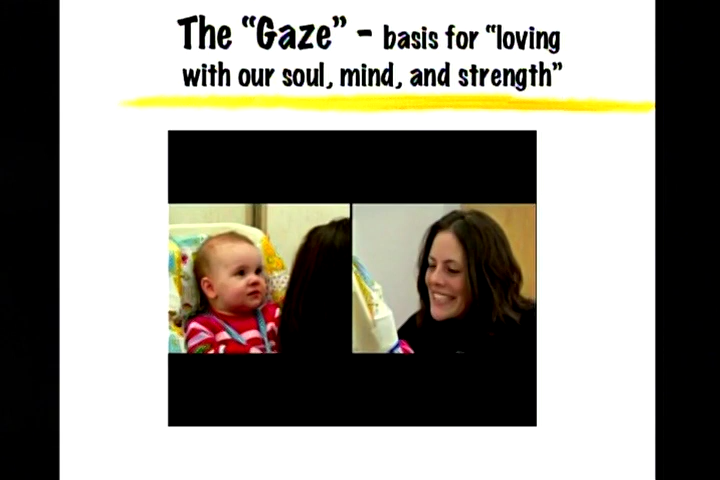 The “Gaze” – basis for “loving
with our soul, mind, and strength”